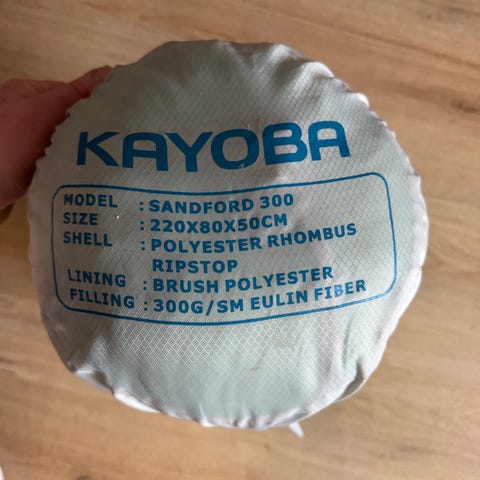 KAYOBA
MODEL : SANDFORD 300
SIZE : 220X80X50CM
SHELL : POLYESTER RHOMBUS
RIPSTOP
LINING : BRUSH POLYESTER
FILLING : 300G/SM EULIN FIBER